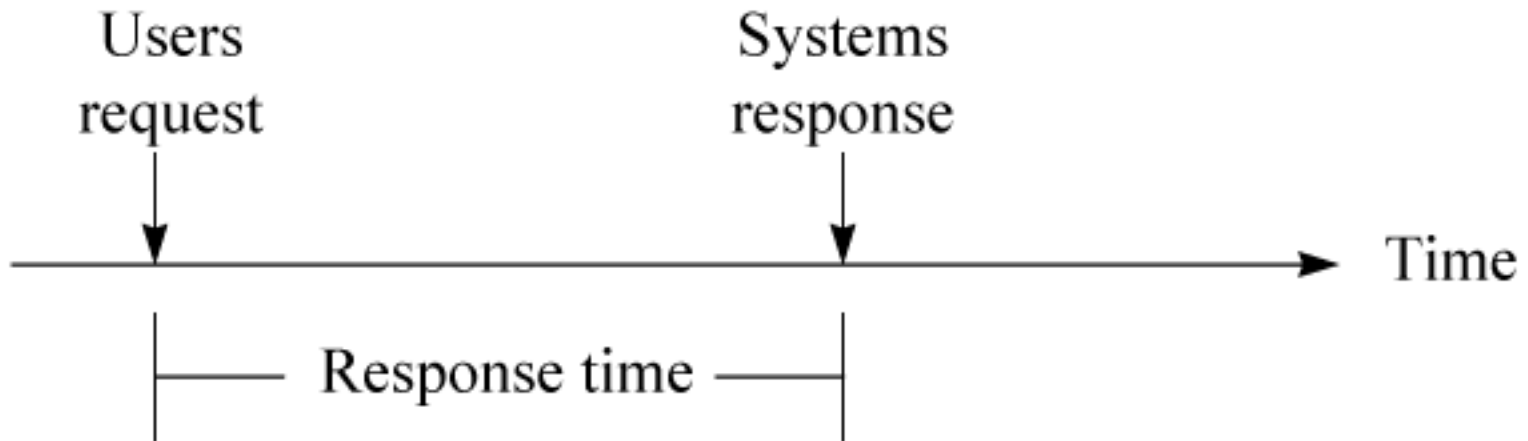 Users
request
Systems
response
Time
Response time